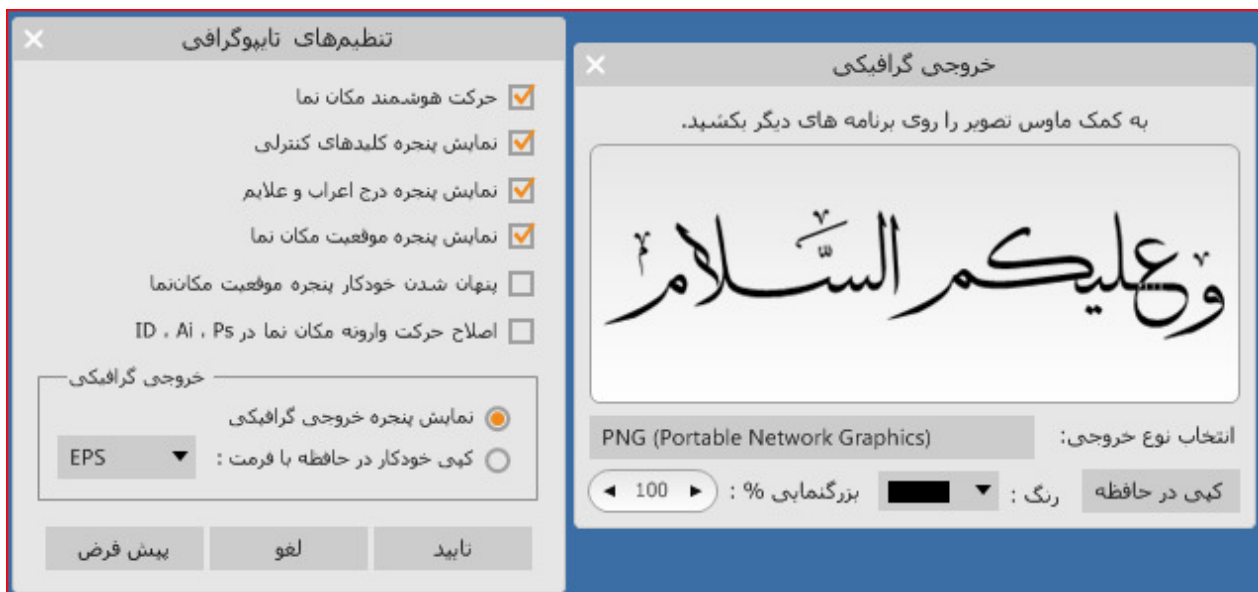 تنظیم‌های تایپوگرافی
حرکت هوشمند مکان نما
نمایش پنجره کلیدهای کنترلی
نمایش پنجره درج اعراب و علایم
نمایش پنجره موقعیت مکان نما
پنهان شدن خودکار پنجره موقعیت مکان‌نما
اصلاح حرکت وارونه مکان نما در ID ، Ai ، Ps
خروجی گرافیکی
نمایش پنجره خروجی گرافیکی
کپی خودکار در حافظه با فرمت : EPS
تایید لغو پیش فرض
خروجی گرافیکی
به کمک ماوس تصویر را روی برنامه های دیگر بکشید.
وعلیکم السّلام
انتخاب نوع خروجی: PNG (Portable Network Graphics)
کپی در حافظه رنگ : بزرگنمایی % : 100